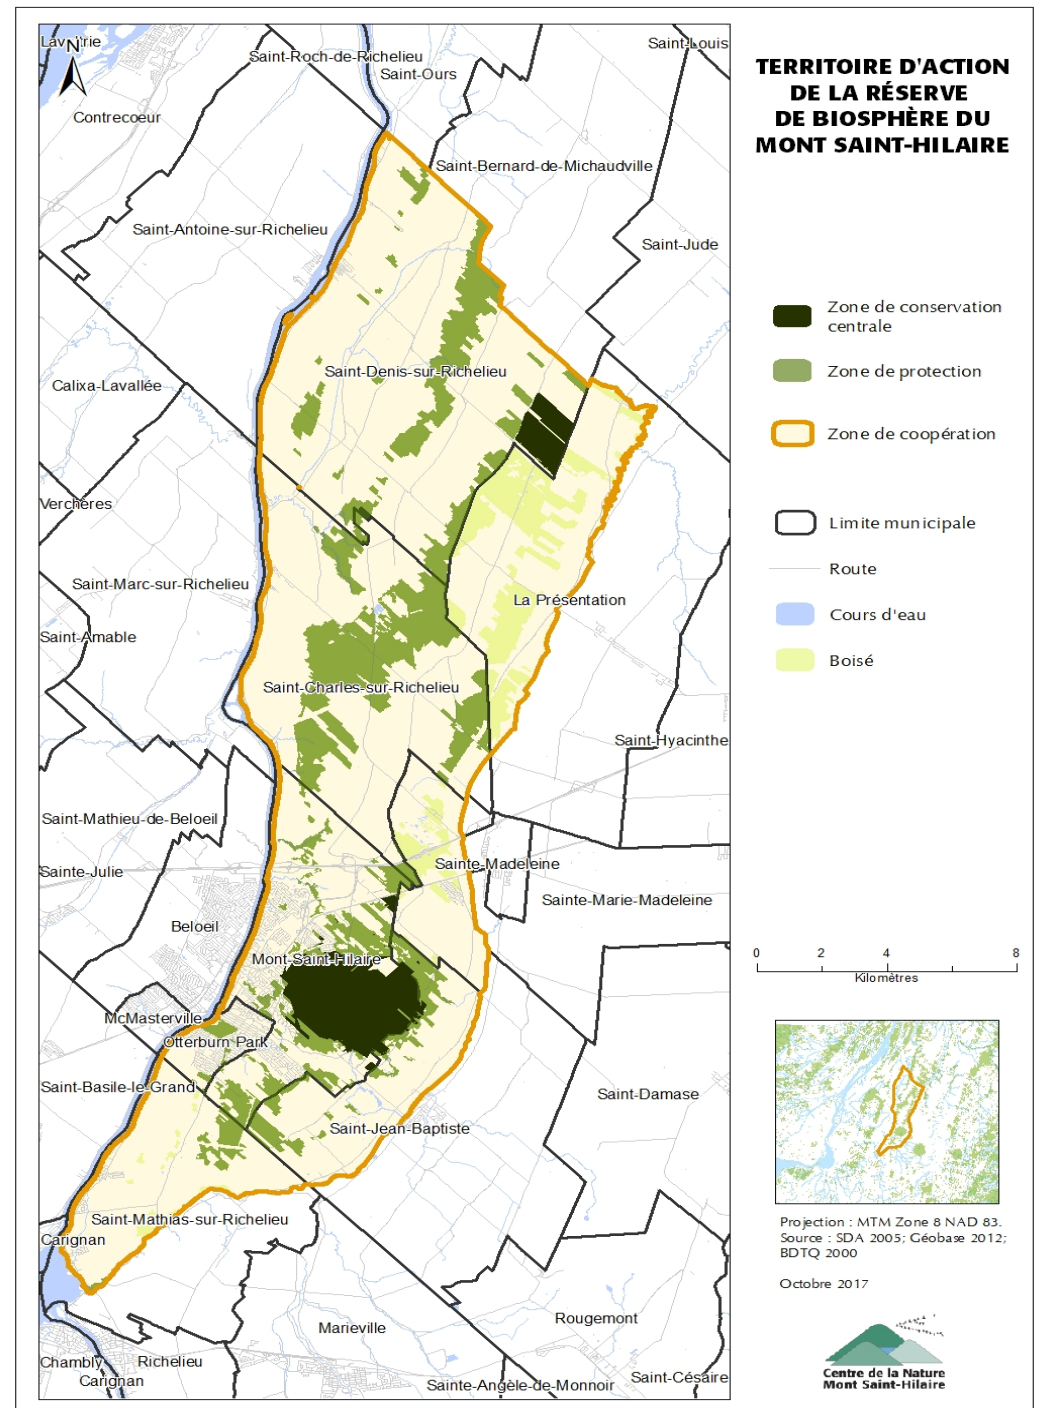 Lavaltrie
N
Saint-Roch-de-Richelieu
Saint-Ours
Saint-Louis
Contrecoeur
Saint-Bernard-de-Michaudville
Saint-Antoine-sur-Richelieu
Saint-Jude
Saint-Denis-sur-Richelieu
Calixa-Lavallée
Verchères
Saint-Marc-sur-Richelieu
La Présentation
Saint-Amable
Saint-Charles-sur-Richelieu
Saint-Hyacinthe
Saint-Mathieu-de-Beloeil
Sainte-Julie
Sainte-Madeleine
Sainte-Marie-Madeleine
Beloeil
Mont-Saint-Hilaire
McMasterville
Otterburn Park
Saint-Basile-le-Grand
Saint-Damase
Saint-Jean-Baptiste
Saint-Mathias-sur-Richelieu
Carignan
Rougemont
Marieville
Chambly
Richelieu
Carignan
Sainte-Angèle-de-Monnoir
Saint-Césaire
TERRITOIRE D'ACTION
DE LA RÉSERVE
DE BIOSPHÈRE DU
MONT SAINT-HILAIRE
Zone de conservation
centrale
Zone de protection
Zone de coopération
Limite municipale
Route
Cours d'eau
Boisé
0 2 4 8
Kilomètres
Projection : MTM Zone 8 NAD 83.
Source : SDA 2005; Géobase 2012;
BDTQ 2000
Octobre 2017
Centre de la Nature
Mont Saint-Hilaire